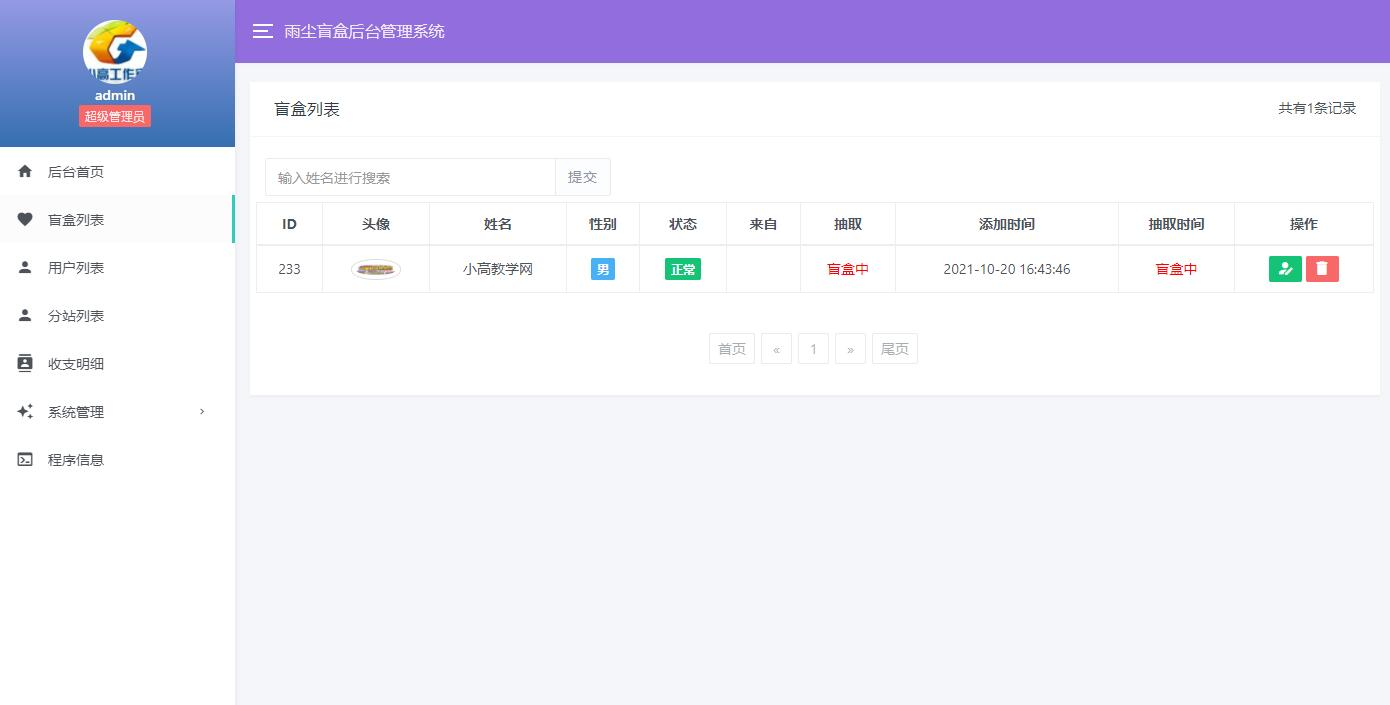 小高工作室
admin
超级管理员
后台首页
盲盒列表
用户列表
分站列表
收支明细
系统管理
程序信息
雨尘盲盒后台管理系统
盲盒列表
共有1条记录
输入姓名进行搜索 提交
ID 头像 姓名 性别 状态 来自 抽取 添加时间 抽取时间 操作
233 小高教学网 男 正常 盲盒中 2021-10-20 16:43:46 盲盒中
首页 « 1 » 尾页